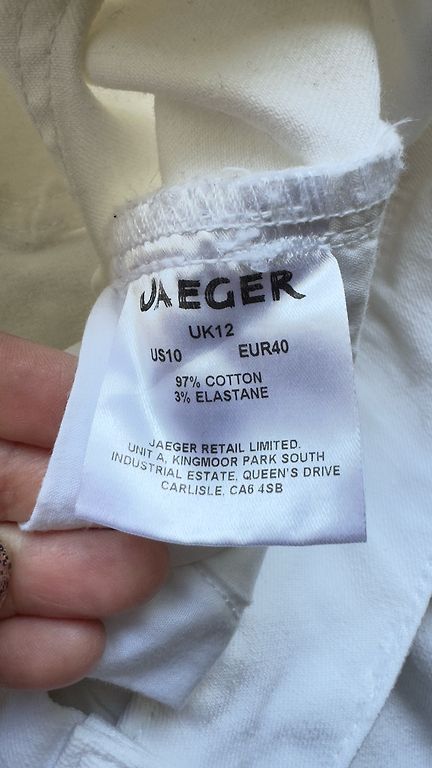 JAEGER
UK12
US10 EUR40
97% COTTON
3% ELASTANE
JAEGER RETAIL LIMITED.
UNIT A, KINGMOOR PARK SOUTH
INDUSTRIAL ESTATE, QUEEN'S DRIVE
CARLISLE, CA6 4SB